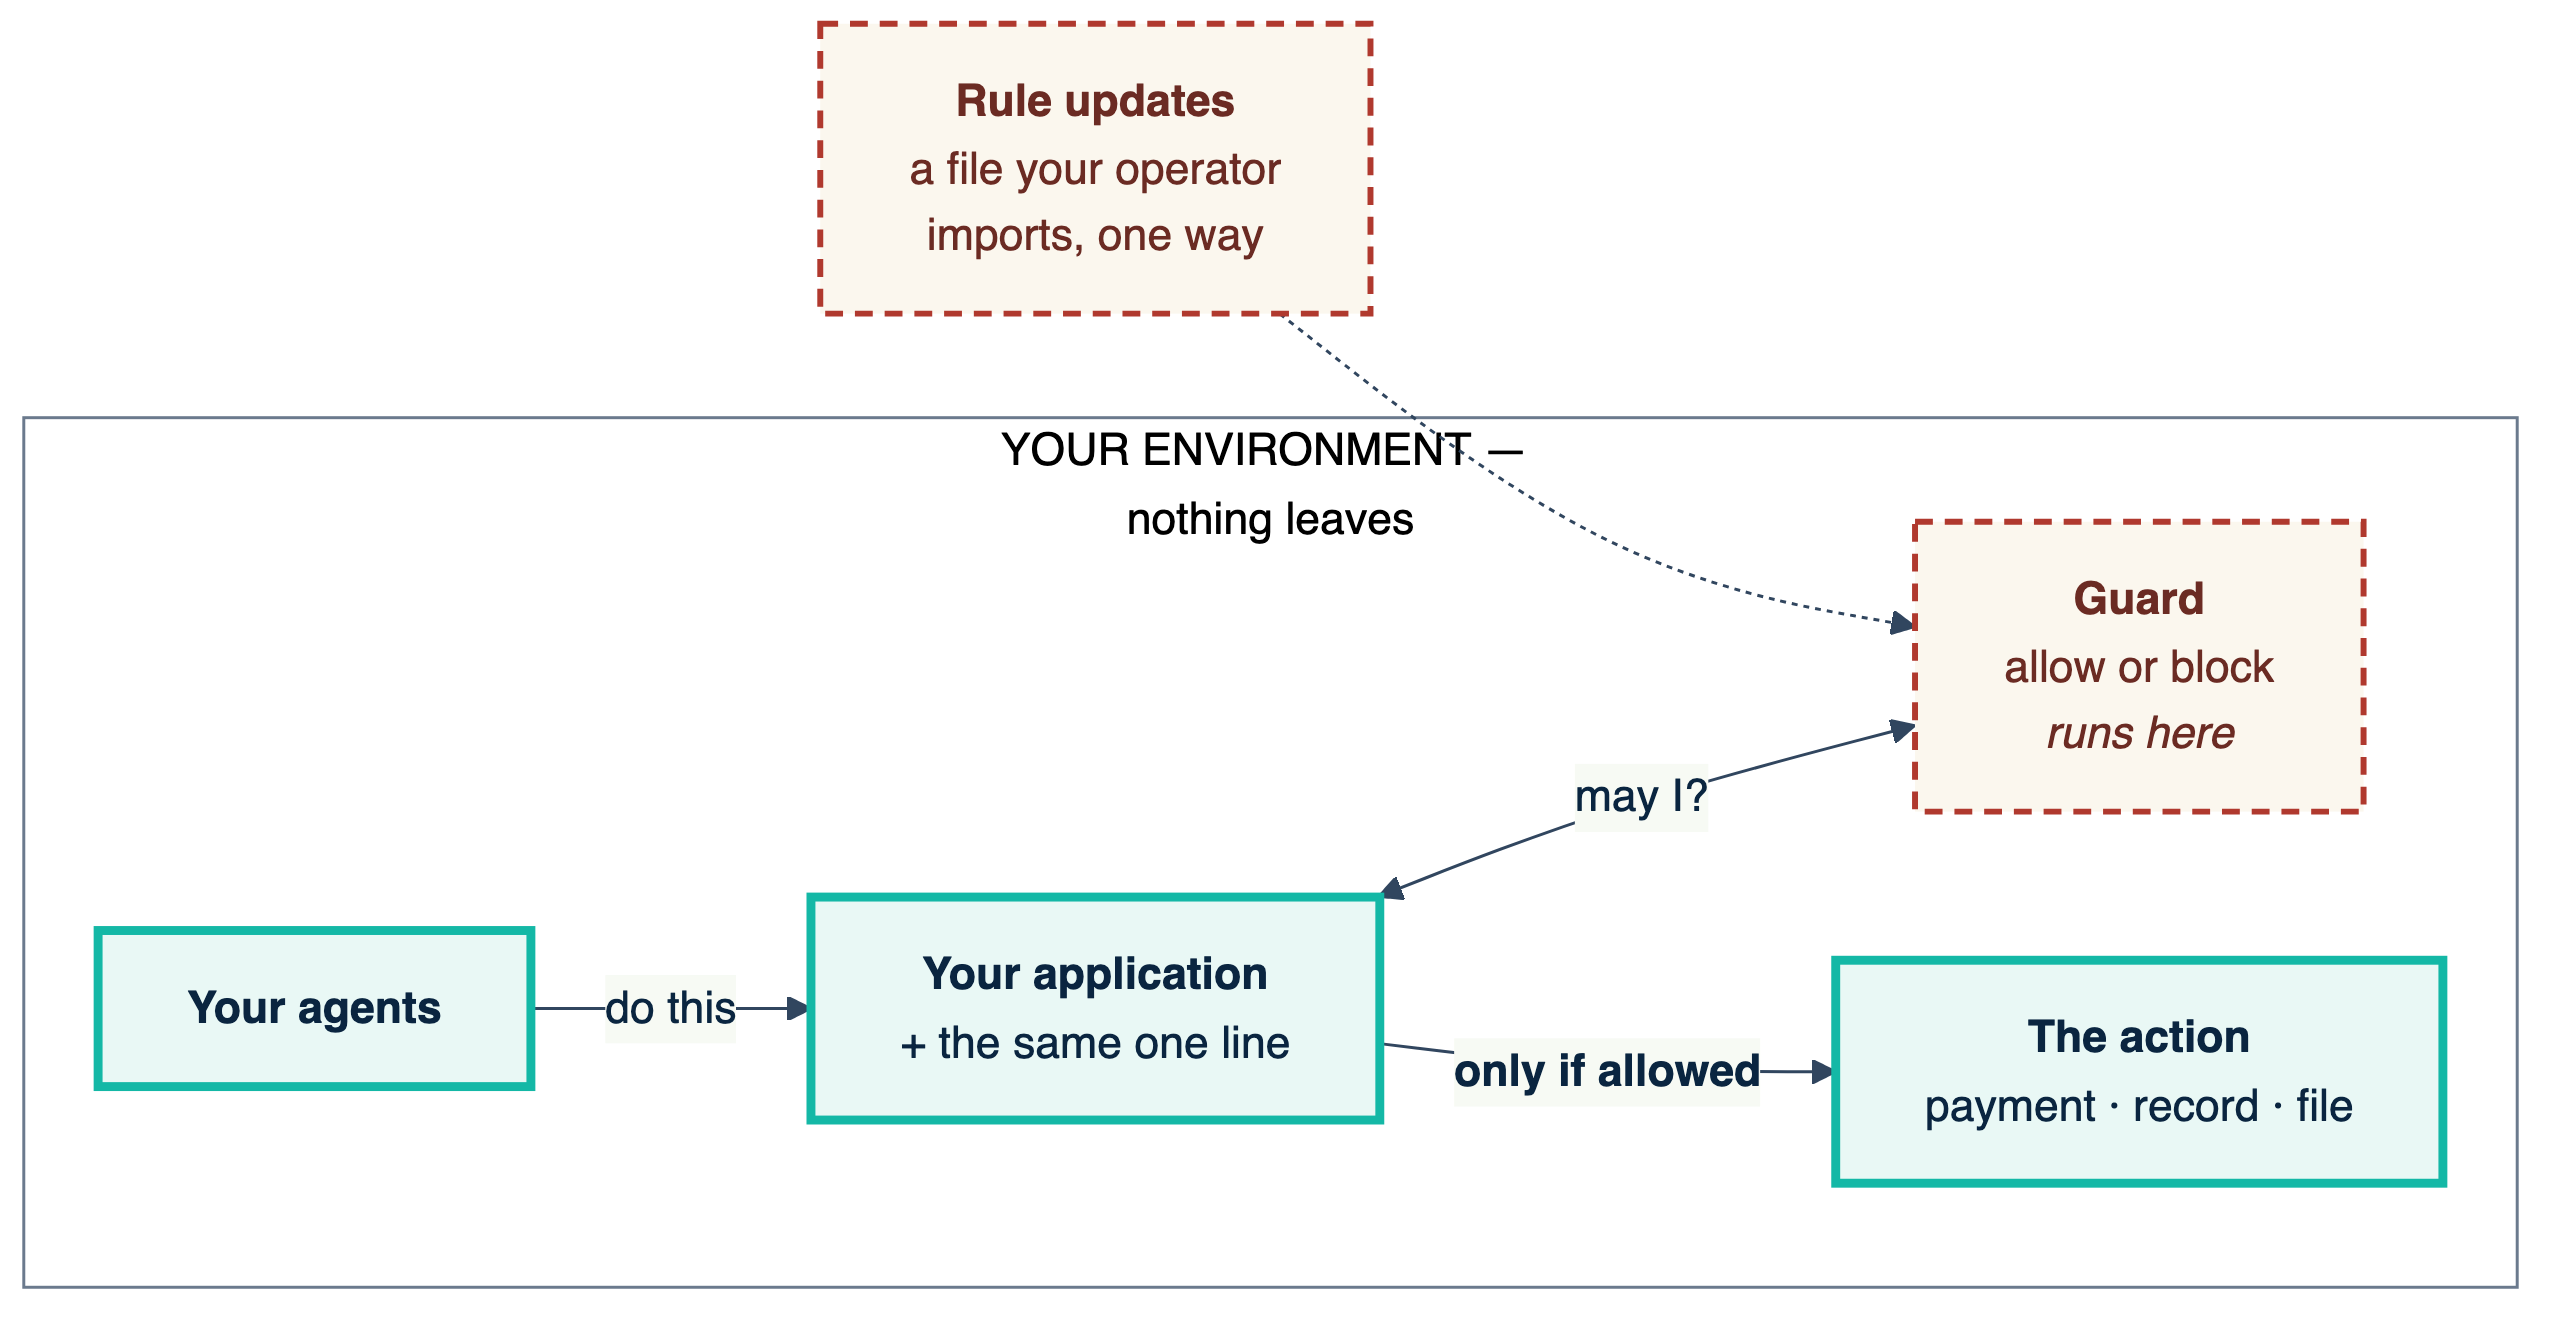 Rule updates
a file your operator
imports, one way
YOUR ENVIRONMENT —
nothing leaves
Guard
allow or block
runs here
may I?
Your agents
do this
Your application
+ the same one line
only if allowed
The action
payment · record · file